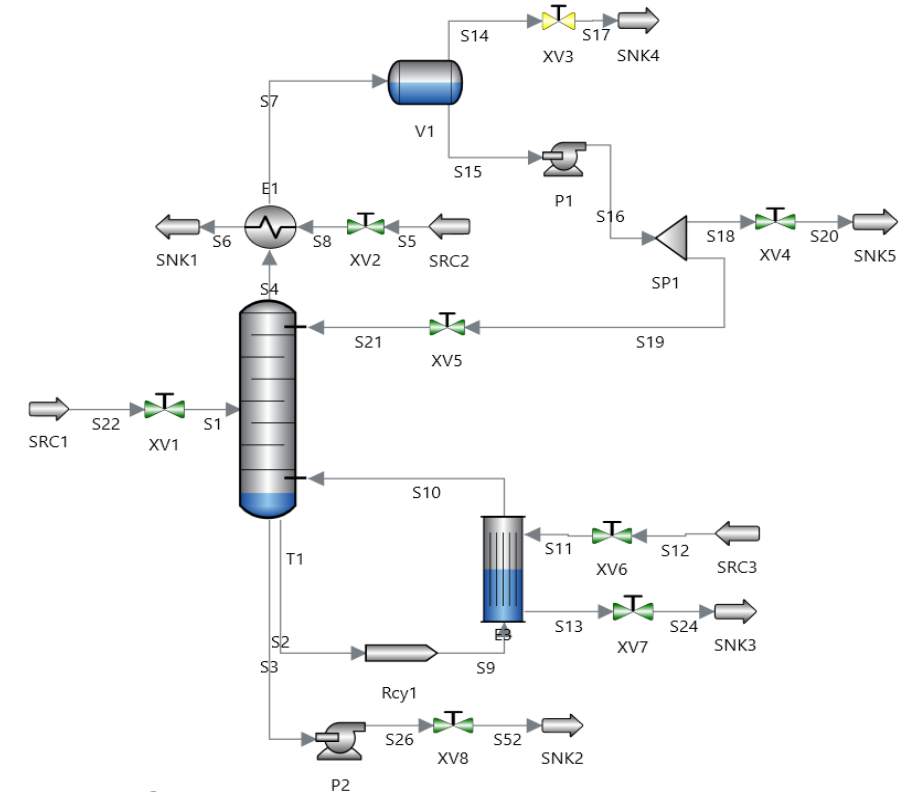 S14
XV3
S17
SNK4
S7
V1
S15
P1
S16
E1
S18
S20
XV4
SNK5
SP1
SNK1
S6
S8
XV2
S5
SRC2
S4
S21
XV5
S19
SRC1
S22
XV1
S1
S10
T1
S11
XV6
S12
SRC3
S13
XV7
S24
SNK3
S2
S3
Rcy1
S9
S26
XV8
S52
SNK2
P2